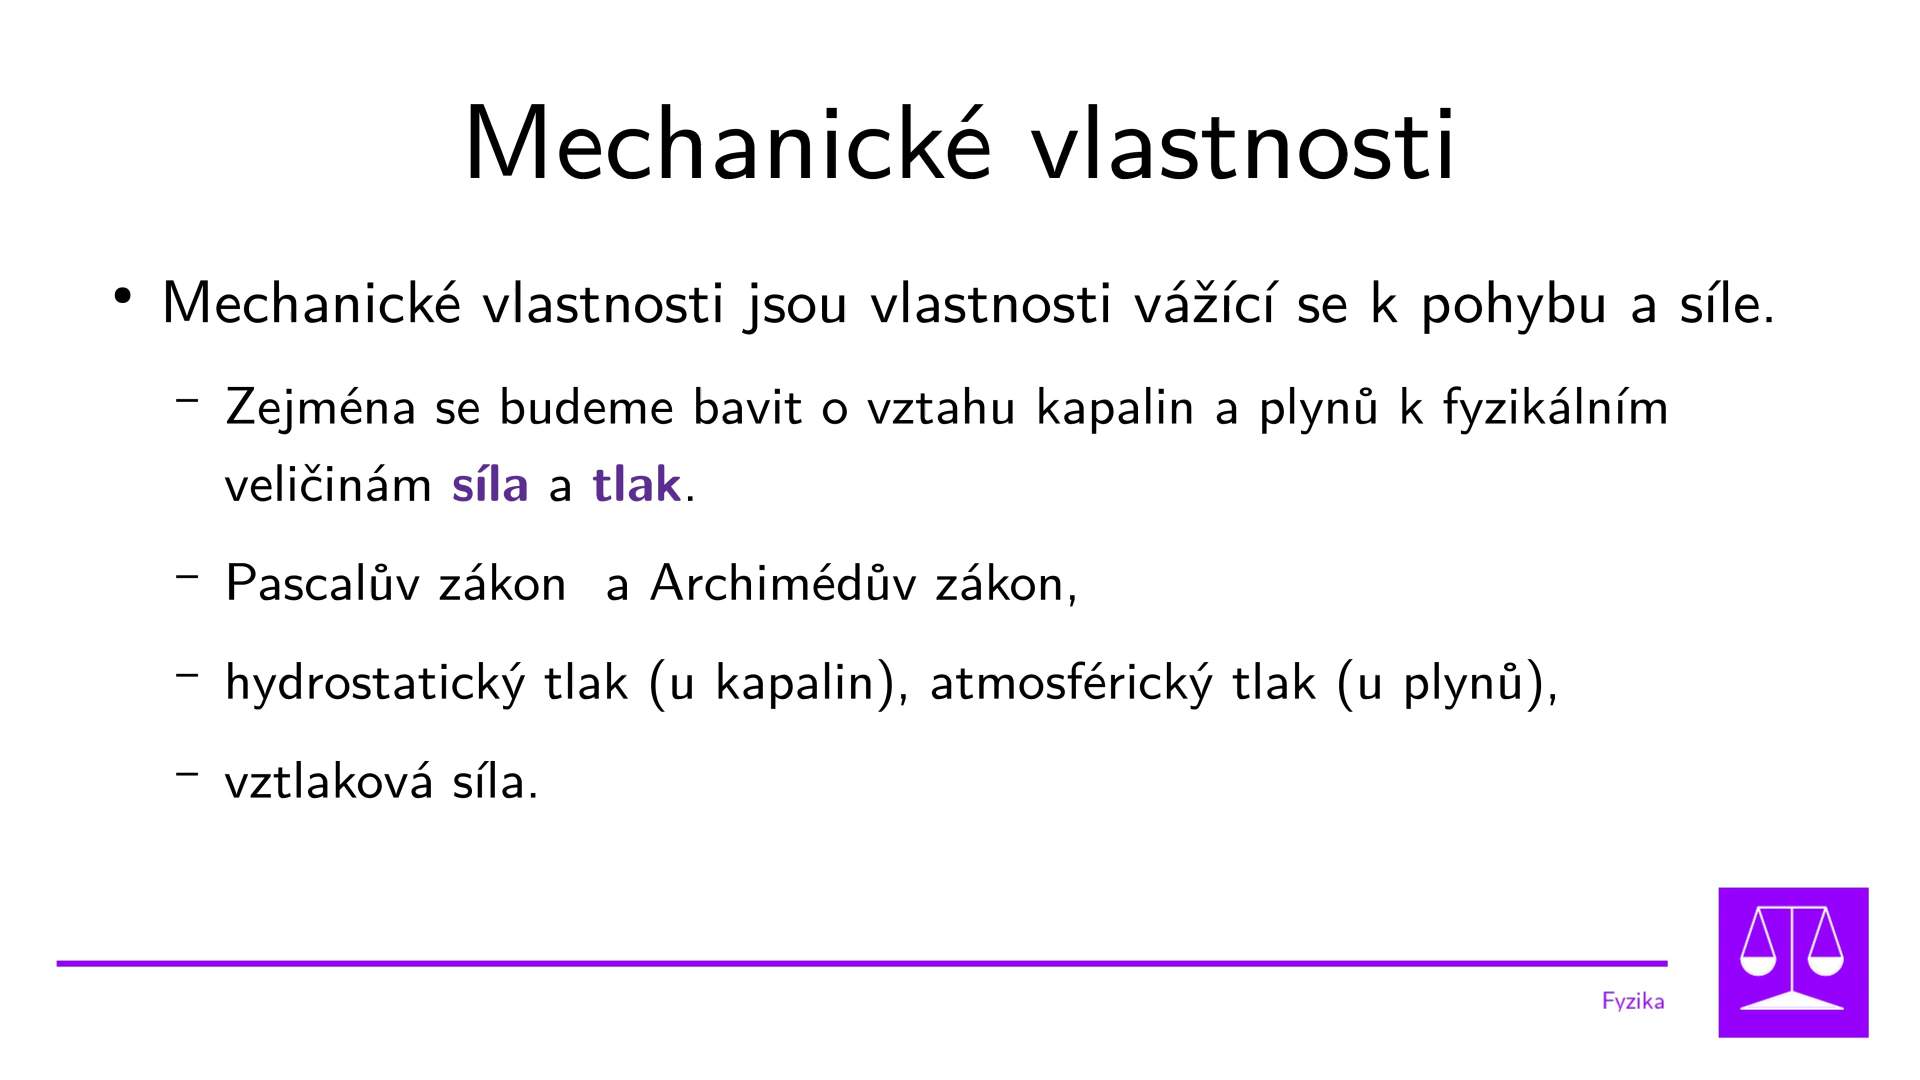 Mechanické vlastnosti
• Mechanické vlastnosti jsou vlastnosti vážící se k pohybu a síle.
– Zejména se budeme bavit o vztahu kapalin a plynů k fyzikálním
veličinám síla a tlak.
– Pascalův zákon  a Archimédův zákon,
– hydrostatický tlak (u kapalin), atmosférický tlak (u plynů),
– vztlaková síla.
Fyzika